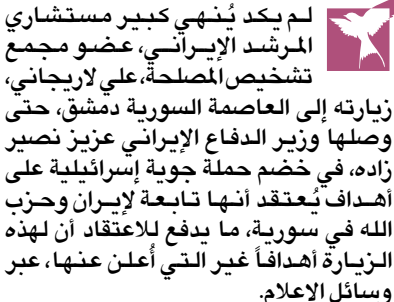 لم يكد يُنهي كبير مستشاري
المرشد الإيراني، عضو مجمع
تشخيص المصلحة،علي لاريجاني،
زيارته إلى العاصمة السورية دمشق، حتى
وصلها وزير الدفاع الإيراني عزيز نصير
زاده، في خضم حملة جوية إسرائيلية على
أهداف يُعتقد أنها تابعة لإيران وحزب
الله في سورية، ما يدفع للاعتقاد أن لهذه
الزيارة أهدافاً غير التي أُعلن عنها، عبر
وسائل الإعلام.